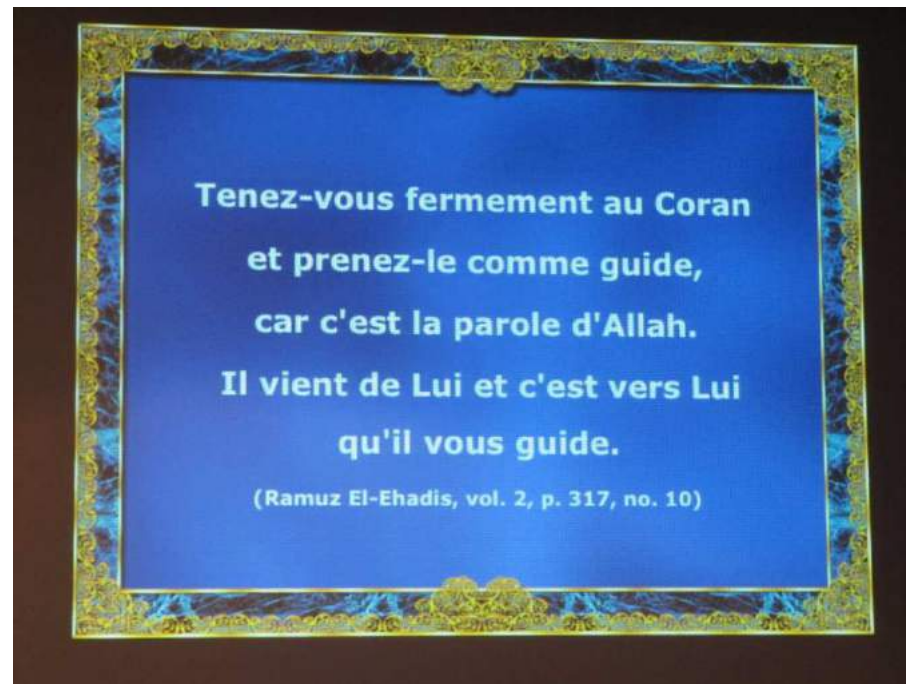 Tenez-vous fermement au Coran
et prenez-le comme guide,
car c'est la parole d'Allah.
Il vient de Lui et c'est vers Lui
qu'il vous guide.
(Ramuz El-Ehadis, vol. 2, p. 317, no. 10)